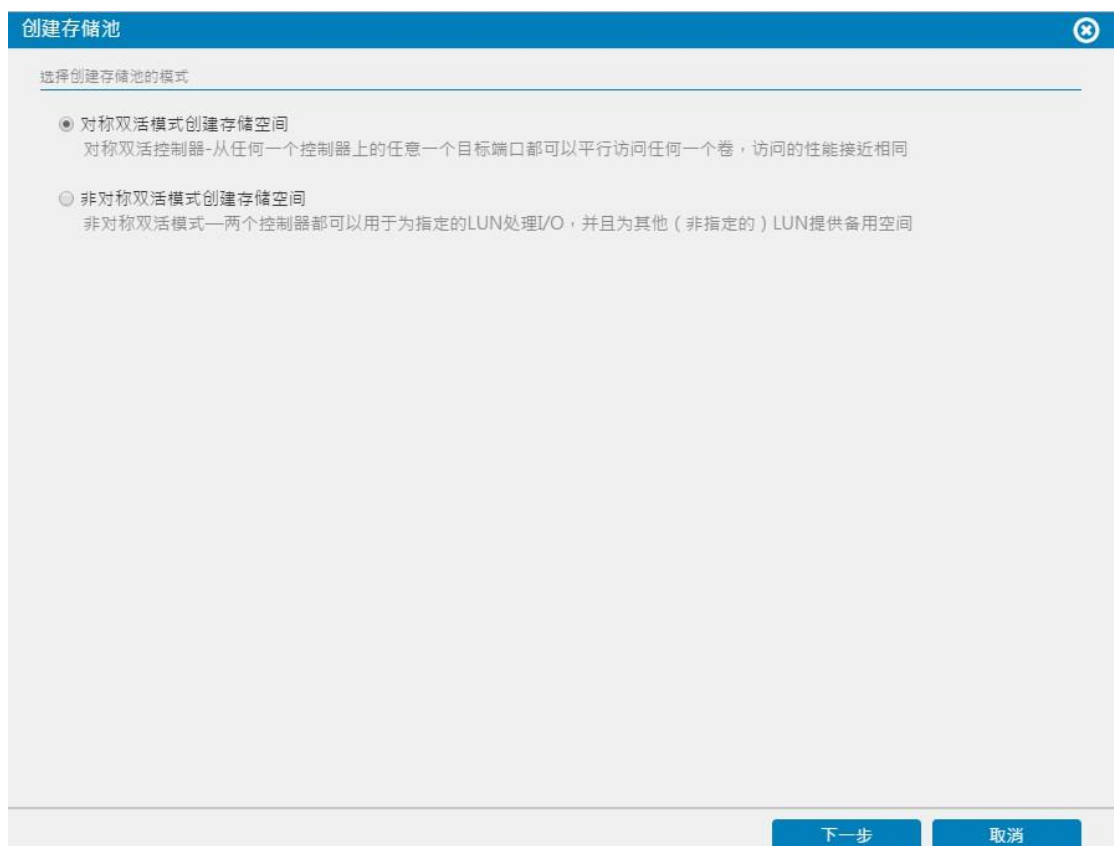 创建存储池
选择创建存储池的模式
对称双活模式创建存储空间
对称双活控制器-从任何一个控制器上的任意一个目标端口都可以平行访问任何一个卷，访问的性能接近相同
非对称双活模式创建存储空间
非对称双活模式—两个控制器都可以用于为指定的LUN处理I/O，并且为其他（非指定的）LUN提供备用空间
下一步 取消